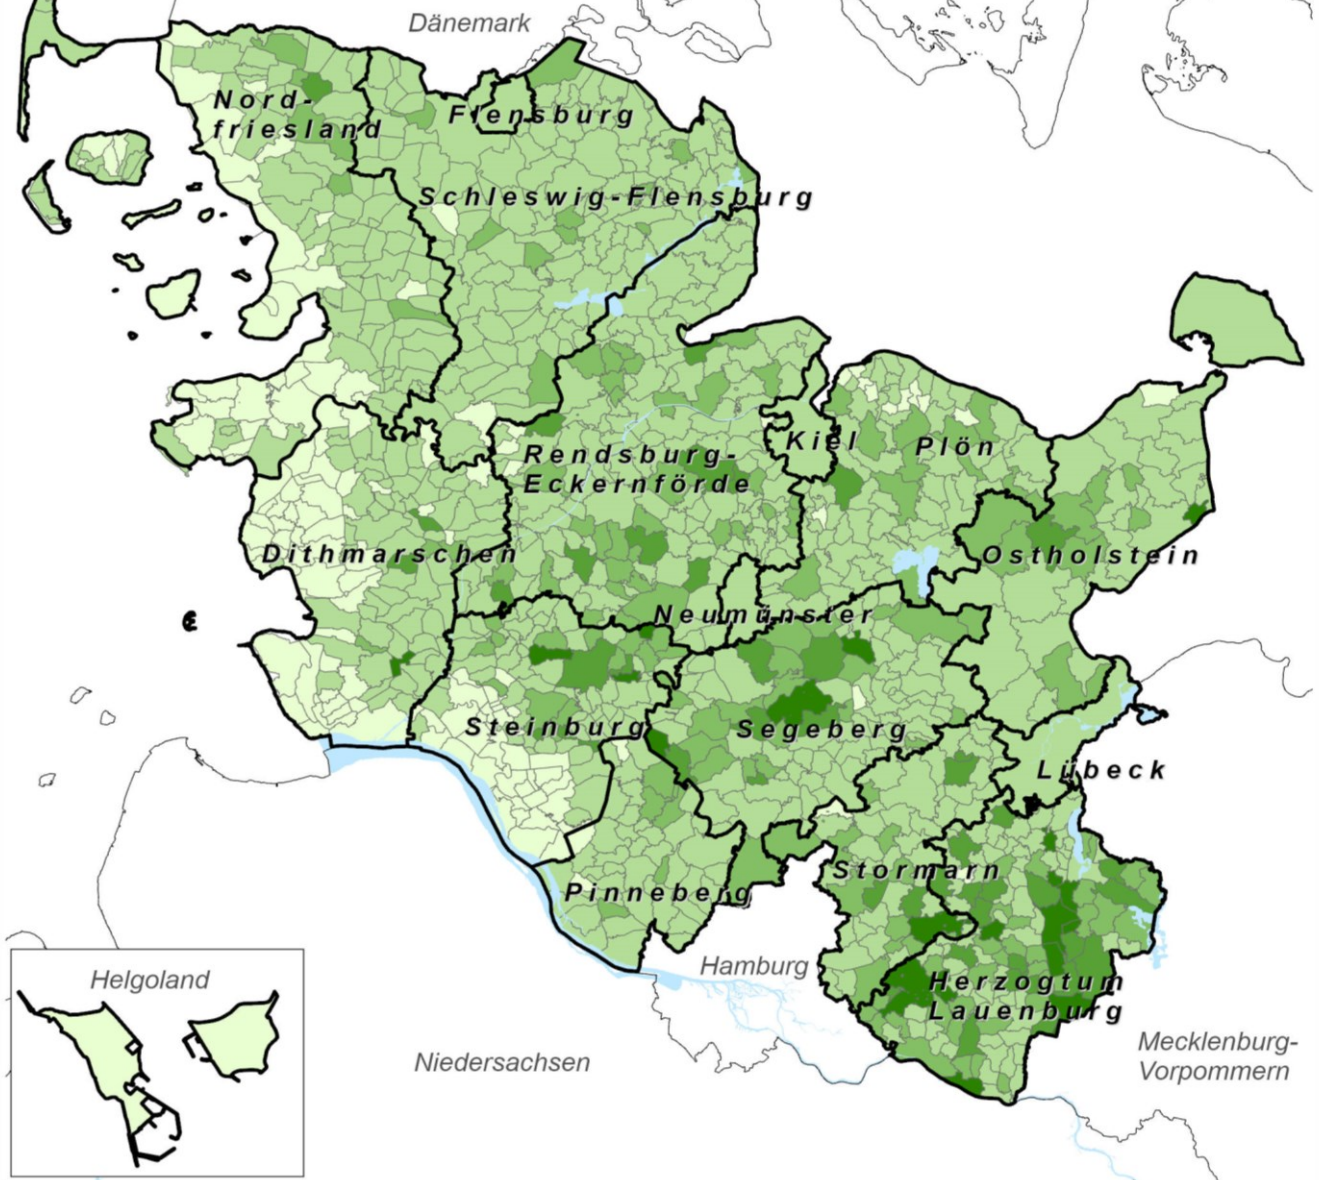 Dänemark
Nord-
friesland
Flensburg
Schleswig-Flensburg
Kiel
Plön
Rendsburg-
Eckernförde
Dithmarschen
Ostholstein
Neumünster
Steinburg
Segeberg
Lübeck
Stormarn
Pinneberg
Hamburg
Helgoland
Herzogtum
Lauenburg
Niedersachsen
Mecklenburg-
Vorpommern